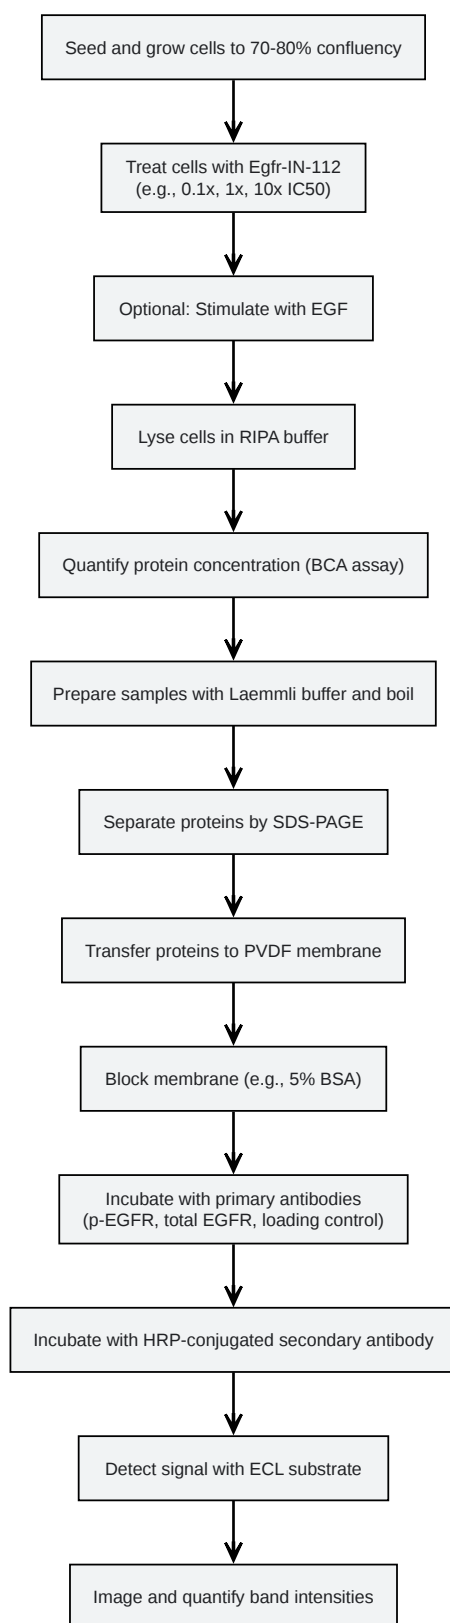 Seed and grow cells to 70-80% confluency
Treat cells with Egfr-IN-112
(e.g., 0.1x, 1x, 10x IC50)
Optional: Stimulate with EGF
Lyse cells in RIPA buffer
Quantify protein concentration (BCA assay)
Prepare samples with Laemmli buffer and boil
Separate proteins by SDS-PAGE
Transfer proteins to PVDF membrane
Block membrane (e.g., 5% BSA)
Incubate with primary antibodies
(p-EGFR, total EGFR, loading control)
Incubate with HRP-conjugated secondary antibody
Detect signal with ECL substrate
Image and quantify band intensities